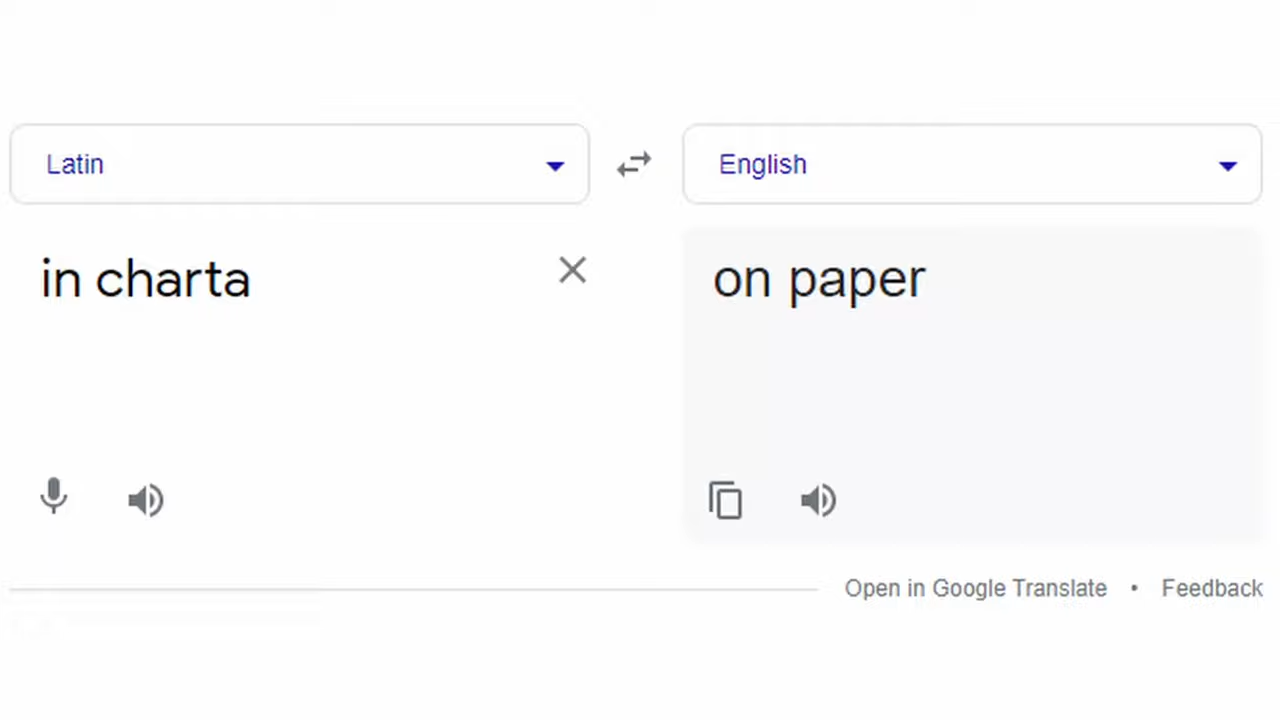 Latin
English
in charta
on paper
Open in Google Translate • Feedback